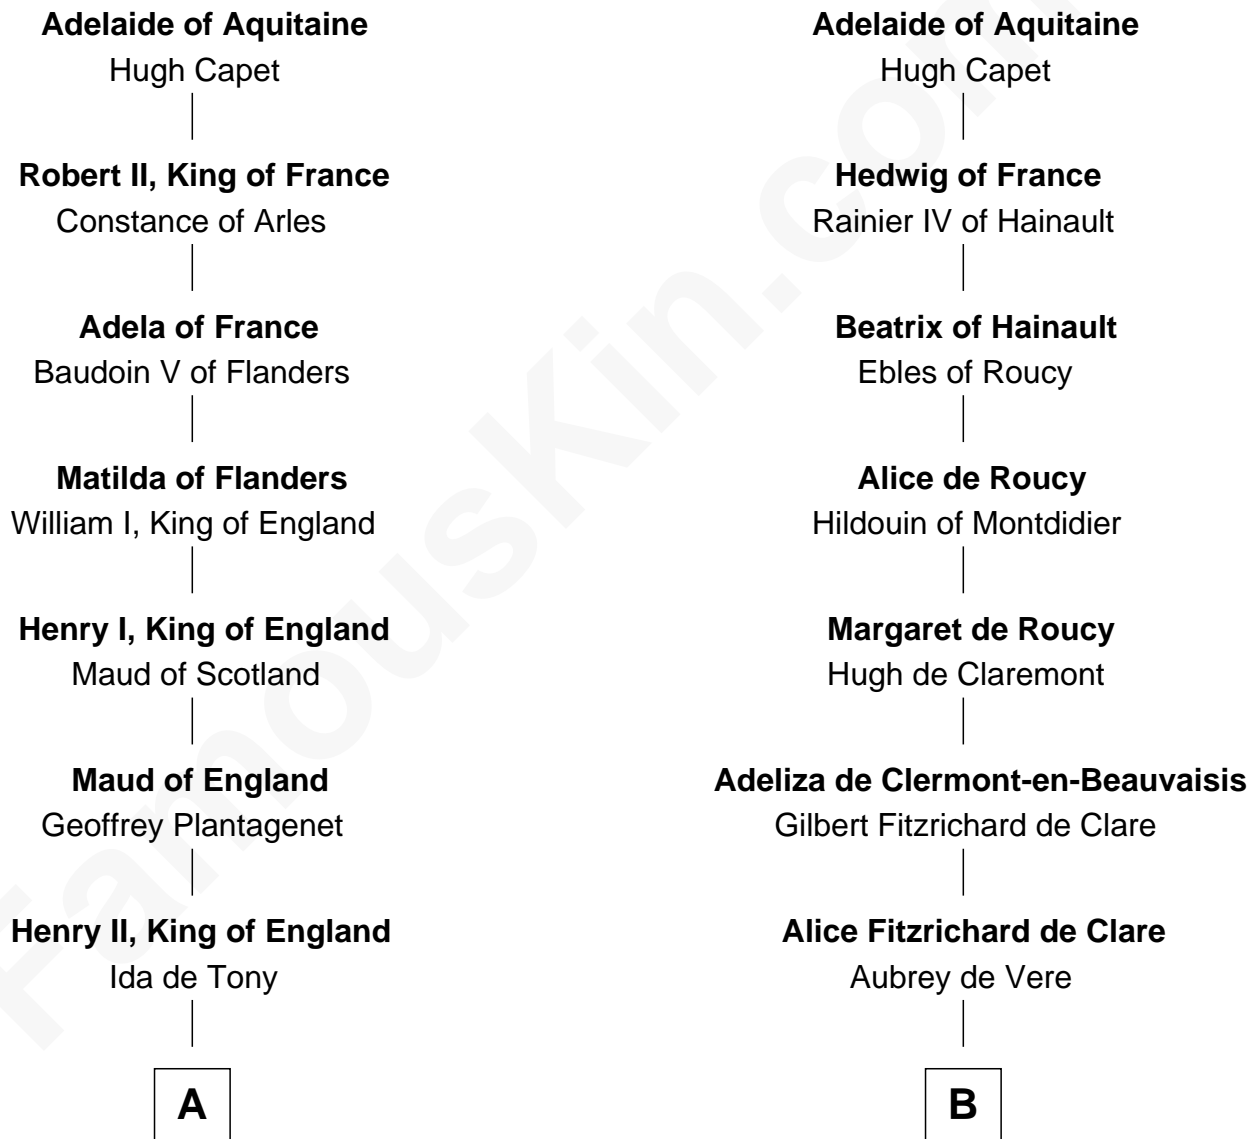 Adelaide of Aquitaine
Hugh Capet
Robert II, King of France
Constance of Arles
Adela of France
Baudoin V of Flanders
Matilda of Flanders
William I, King of England
Henry I, King of England
Maud of Scotland
Maud of England
Geoffrey Plantagenet
Henry II, King of England
Ida de Tony
A
Adelaide of Aquitaine
Hugh Capet
Hedwig of France
Rainier IV of Hainault
Beatrix of Hainault
Ebles of Roucy
Alice de Roucy
Hildouin of Montdidier
Margaret de Roucy
Hugh de Claremont
Adeliza de Clermont-en-Beauvaisis
Gilbert Fitzrichard de Clare
Alice Fitzrichard de Clare
Aubrey de Vere
B
FamousKin.com